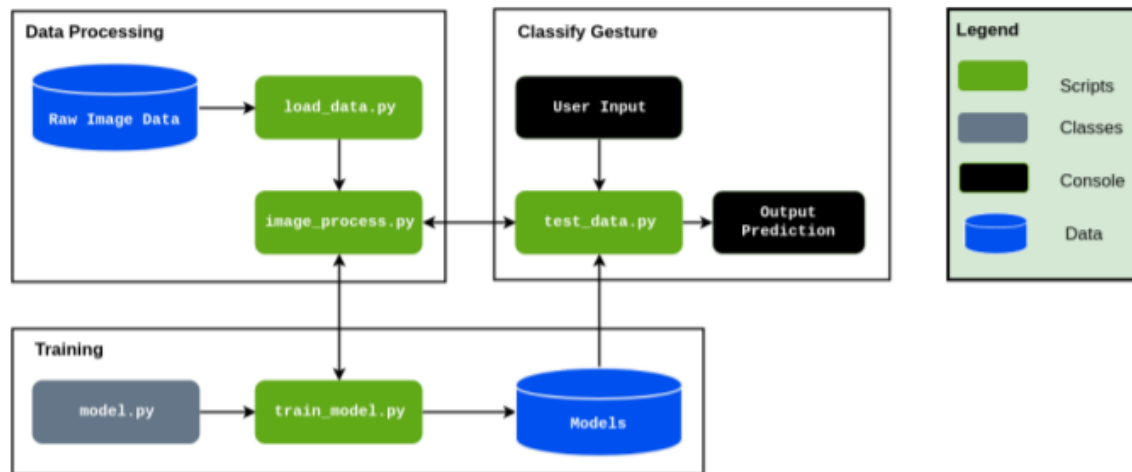 Data Processing
Raw Image Data
load_data.py
image_process.py
Classify Gesture
User Input
test_data.py
Output
Prediction
Training
model.py
train_model.py
Models
Legend
Scripts
Classes
Console
Data